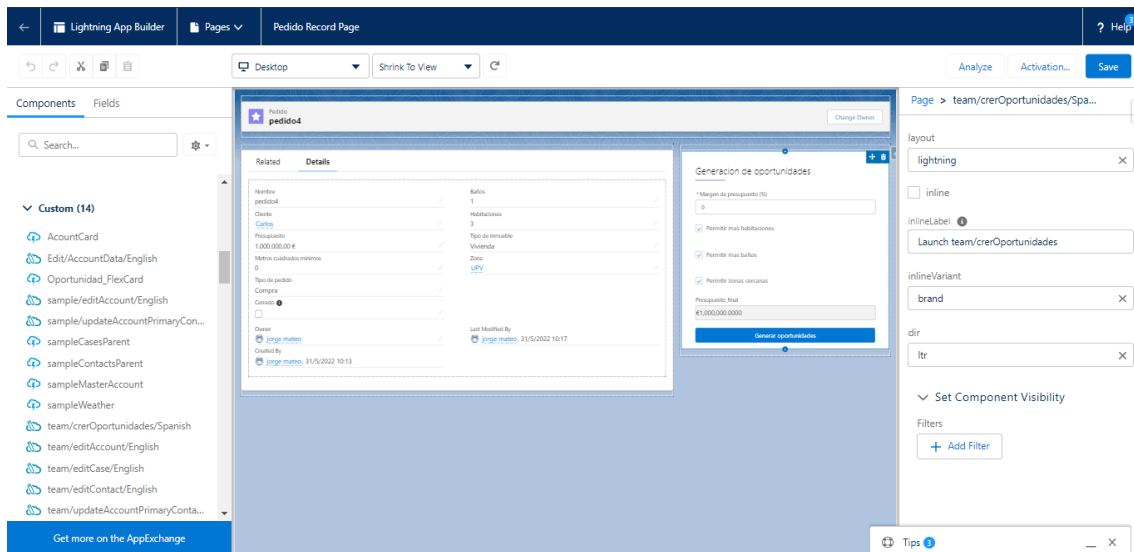 Lightning App Builder
Pages
Pedido Record Page
? Help
3
Desktop
Shrink To View
Analyze
Activation...
Save
Components
Fields
Search...
Custom (14)
AcountCard
Edit/AccountData/English
Oportunidad_FlexCard
sample/editAccount/English
sample/updateAccountPrimaryCon...
sampleCasesParent
sampleContactsParent
sampleMasterAccount
sampleWeather
team/crerOportunidades/Spanish
team/editAccount/English
team/editCase/English
team/editContact/English
team/updateAccountPrimaryConta...
Get more on the AppExchange
Pedido
pedido4
Change Owner
Related
Details
Nombre
pedido4
Baños
1
Cliente
Carlos
Habitaciones
3
Presupuesto
1.000.000,00 €
Tipo de inmueble
Vivienda
Metros cuadrados minimos
0
Zona
UPV
Tipo de pedido
Compra
Cerrado
Owner
jorge mateo
Last Modified By
jorge mateo, 31/5/2022 10:17
Created By
jorge mateo, 31/5/2022 10:13
Generacion de oportunidades
* Margen de presupuesto (%)
0
Permitir mas habitaciones
Permitir mas baños
Permitir zonas cercanas
Presupuesto_final
€1,000,000.0000
Generar oportunidades
Page > team/crerOportunidades/Spa...
layout
lightning
inline
inlineLabel
Launch team/crerOportunidades
inlineVariant
brand
dir
ltr
Set Component Visibility
Filters
+ Add Filter
Tips 3